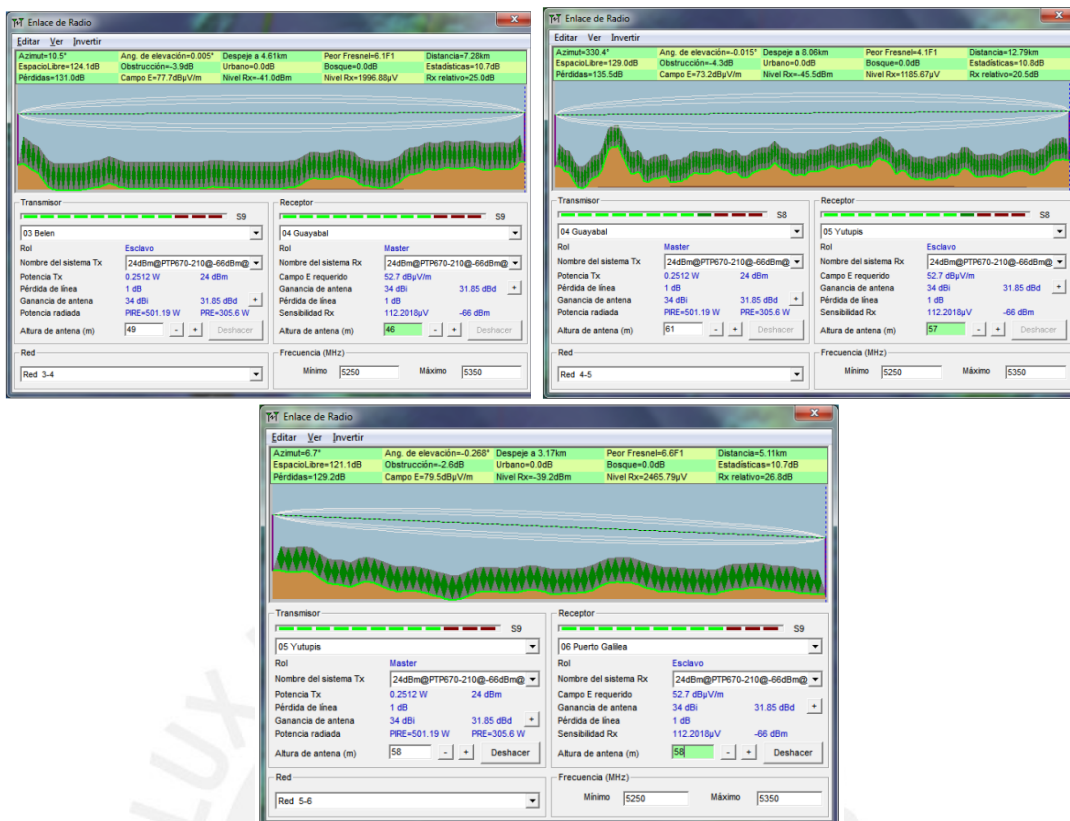 Enlace de Radio
Editar Ver Invertir
Azimut=10.5° Ang. de elevación=0.005° Despeje a 4.61km Peor Fresnel=6.1F1 Distancia=7.28km
EspacioLibre=124.1dB Obstrucción=-3.9dB Urbano=0.0dB Bosque=0.0dB Estadísticas=10.7dB
Pérdidas=131.0dB Campo E=77.7dBµV/m Nivel Rx=-41.0dBm Nivel Rx=1996.88µV Rx relativo=25.0dB
Transmisor
S9
03 Belen
Rol Esclavo
Nombre del sistema Tx 24dBm@PTP670-210@-66dBm@
Potencia Tx 0.2512 W 24 dBm
Pérdida de línea 1 dB
Ganancia de antena 34 dBi 31.85 dBd +
Potencia radiada PIRE=501.19 W PRE=305.6 W
Altura de antena (m) 49 - + Deshacer
Red
Red 3-4
Receptor
S9
04 Guayabal
Rol Master
Nombre del sistema Rx 24dBm@PTP670-210@-66dBm@
Campo E requerido 52.7 dBµV/m
Ganancia de antena 34 dBi 31.85 dBd +
Pérdida de línea 1 dB
Sensibilidad Rx 112.2018µV -66 dBm
Altura de antena (m) 46 - + Deshacer
Frecuencia (MHz)
Mínimo 5250 Máximo 5350
Enlace de Radio
Editar Ver Invertir
Azimut=330.4° Ang. de elevación=-0.015° Despeje a 8.06km Peor Fresnel=4.1F1 Distancia=12.79km
EspacioLibre=129.0dB Obstrucción=-4.3dB Urbano=0.0dB Bosque=0.0dB Estadísticas=10.8dB
Pérdidas=135.5dB Campo E=73.2dBµV/m Nivel Rx=-45.5dBm Nivel Rx=1185.67µV Rx relativo=20.5dB
Transmisor
S8
04 Guayabal
Rol Master
Nombre del sistema Tx 24dBm@PTP670-210@-66dBm@
Potencia Tx 0.2512 W 24 dBm
Pérdida de línea 1 dB
Ganancia de antena 34 dBi 31.85 dBd +
Potencia radiada PIRE=501.19 W PRE=305.6 W
Altura de antena (m) 61 - + Deshacer
Red
Red 4-5
Receptor
S8
05 Yutupis
Rol Esclavo
Nombre del sistema Rx 24dBm@PTP670-210@-66dBm@
Campo E requerido 52.7 dBµV/m
Ganancia de antena 34 dBi 31.85 dBd +
Pérdida de línea 1 dB
Sensibilidad Rx 112.2018µV -66 dBm
Altura de antena (m) 57 - + Deshacer
Frecuencia (MHz)
Mínimo 5250 Máximo 5350
Enlace de Radio
Editar Ver Invertir
Azimut=6.7° Ang. de elevación=-0.268° Despeje a 3.17km Peor Fresnel=6.6F1 Distancia=5.11km
EspacioLibre=121.1dB Obstrucción=-2.6dB Urbano=0.0dB Bosque=0.0dB Estadísticas=10.7dB
Pérdidas=129.2dB Campo E=79.5dBµV/m Nivel Rx=-39.2dBm Nivel Rx=2465.79µV Rx relativo=26.8dB
Transmisor
S9
05 Yutupis
Rol Master
Nombre del sistema Tx 24dBm@PTP670-210@-66dBm@
Potencia Tx 0.2512 W 24 dBm
Pérdida de línea 1 dB
Ganancia de antena 34 dBi 31.85 dBd +
Potencia radiada PIRE=501.19 W PRE=305.6 W
Altura de antena (m) 58 - + Deshacer
Red
Red 5-6
Receptor
S9
06 Puerto Galilea
Rol Esclavo
Nombre del sistema Rx 24dBm@PTP670-210@-66dBm@
Campo E requerido 52.7 dBµV/m
Ganancia de antena 34 dBi 31.85 dBd +
Pérdida de línea 1 dB
Sensibilidad Rx 112.2018µV -66 dBm
Altura de antena (m) 58 - + Deshacer
Frecuencia (MHz)
Mínimo 5250 Máximo 5350
LUX